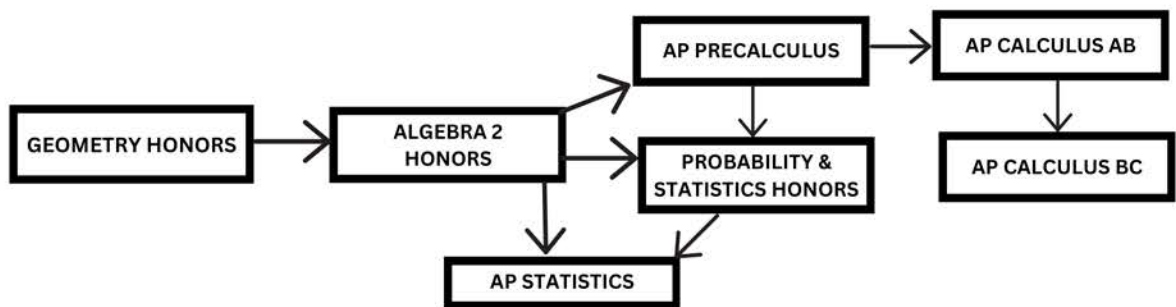 GEOMETRY HONORS
ALGEBRA 2
HONORS
AP PRECALCULUS
PROBABILITY &
STATISTICS HONORS
AP STATISTICS
AP CALCULUS AB
AP CALCULUS BC